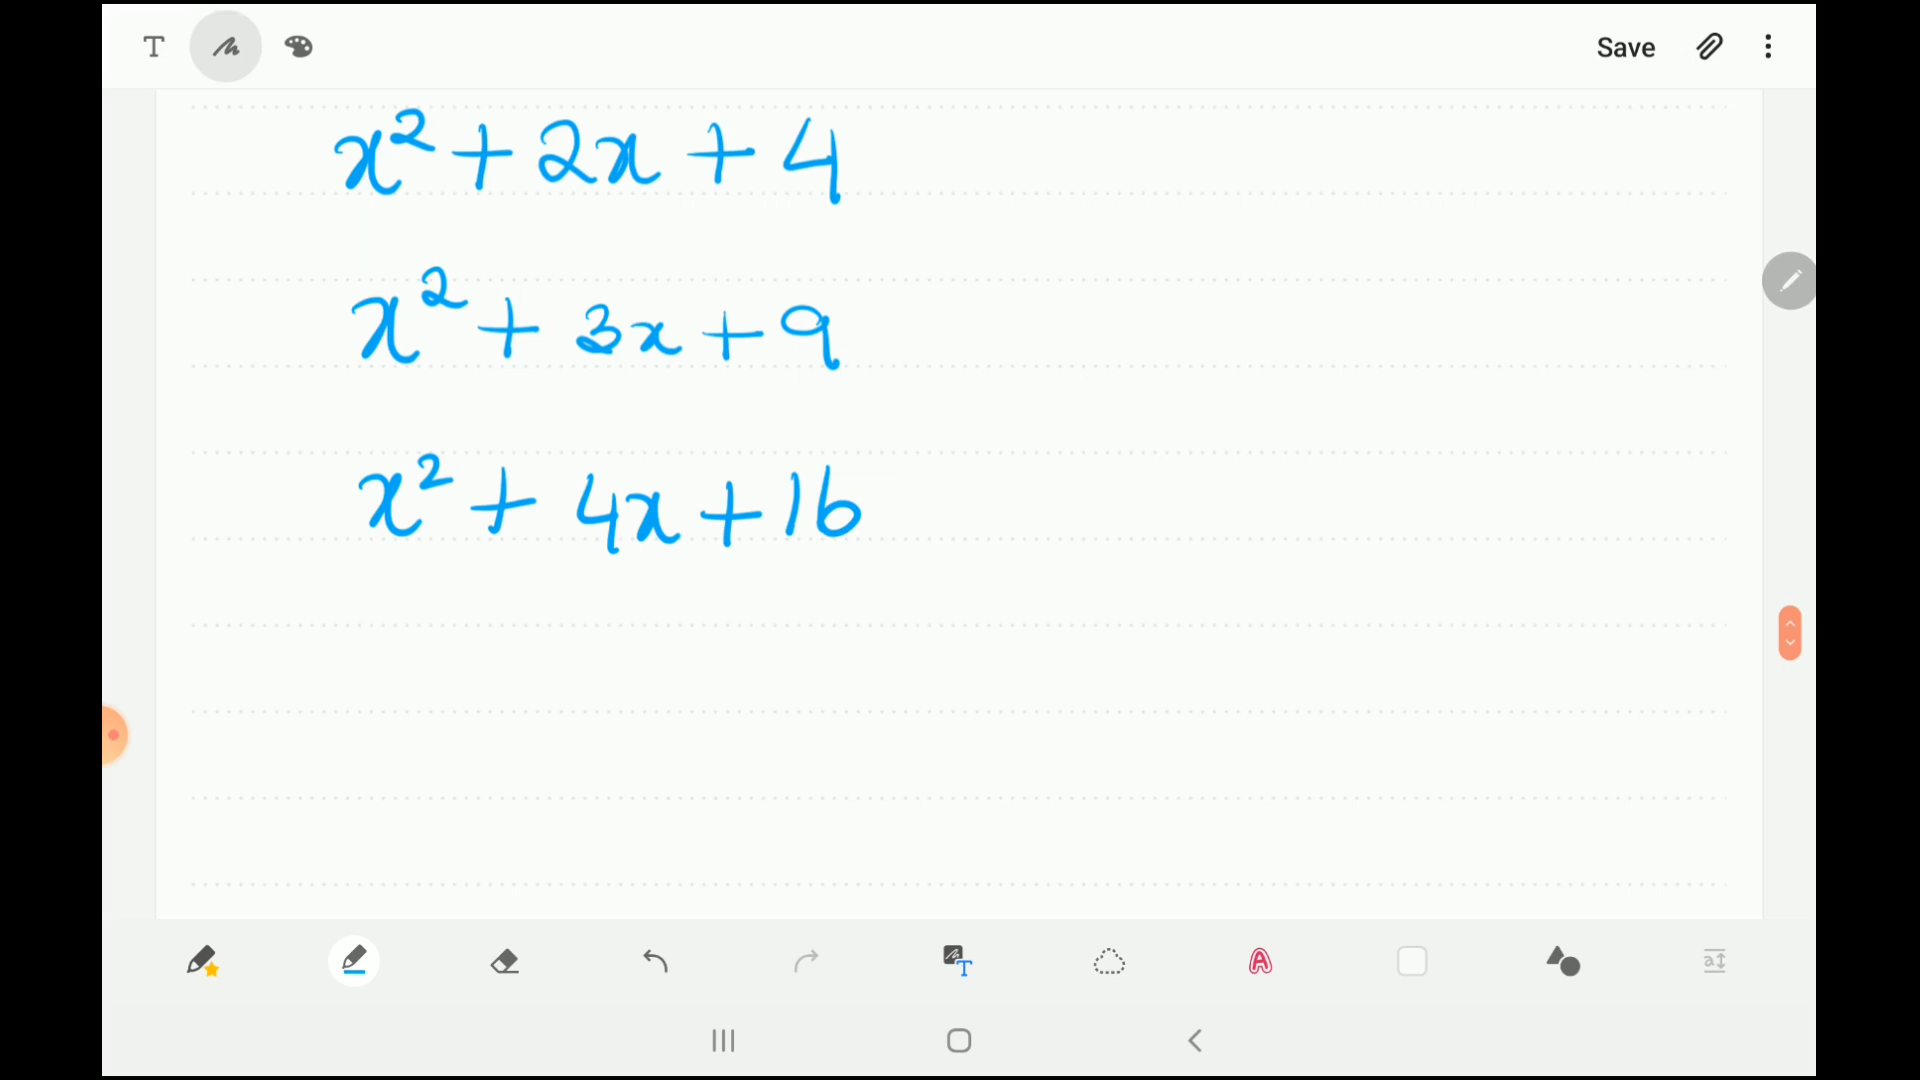 T Save
x² + 2x + 4
x² + 3x + 9
x² + 4x + 16
T A a